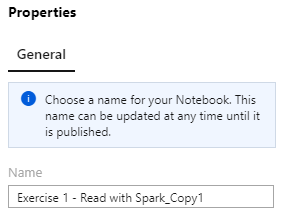 Properties
General
Choose a name for your Notebook. This
name can be updated at any time until it
is published.
Name
Exercise 1 - Read with Spark_Copy1